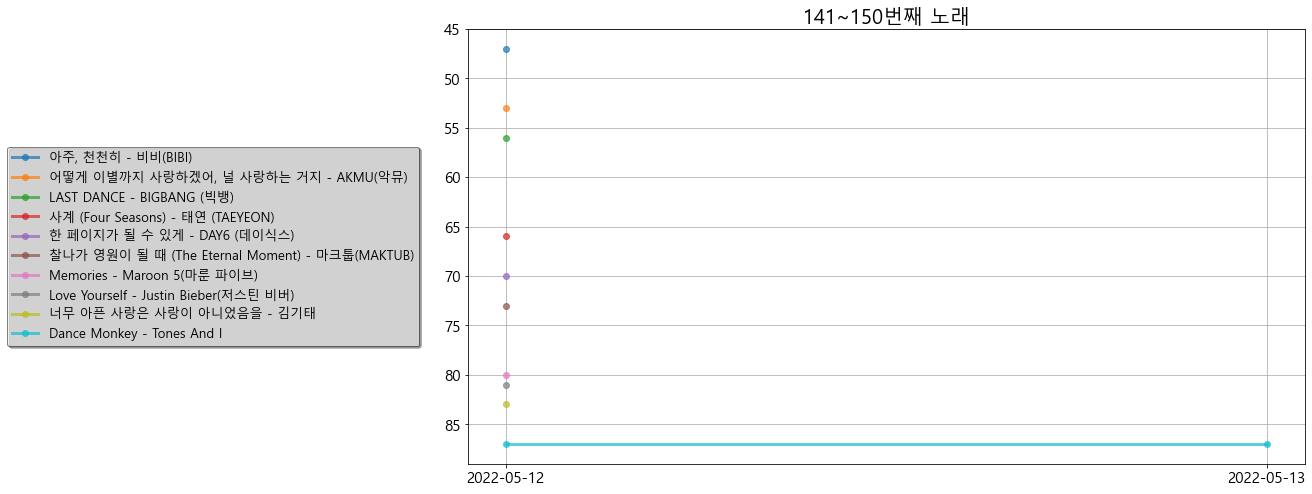 141~150번째 노래
아주, 천천히 - 비비(BIBI)
어떻게 이별까지 사랑하겠어, 널 사랑하는 거지 - AKMU(악뮤)
LAST DANCE - BIGBANG (빅뱅)
사계 (Four Seasons) - 태연 (TAEYEON)
한 페이지가 될 수 있게 - DAY6 (데이식스)
찰나가 영원이 될 때 (The Eternal Moment) - 마크툽(MAKTUB)
Memories - Maroon 5(마룬 파이브)
Love Yourself - Justin Bieber(저스틴 비버)
너무 아픈 사랑은 사랑이 아니었음을 - 김기태
Dance Monkey - Tones And I
45
50
55
60
65
70
75
80
85
2022-05-12
2022-05-13